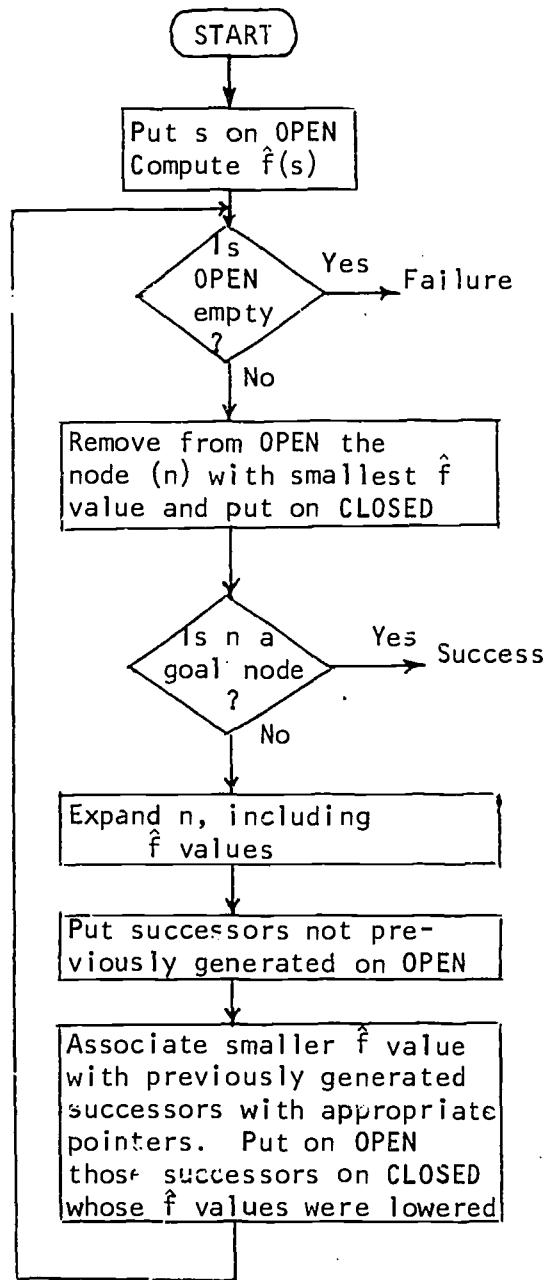 START
Put s on OPEN
Compute f̂(s)
Is
OPEN
empty
?
Yes
Failure
No
Remove from OPEN the
node (n) with smallest f̂
value and put on CLOSED
Is n a
goal node
?
Yes
Success
No
Expand n, including
f̂ values
Put successors not pre-
viously generated on OPEN
Associate smaller f̂ value
with previously generated
successors with appropriate
pointers. Put on OPEN
those successors on CLOSED
whose f̂ values were lowered